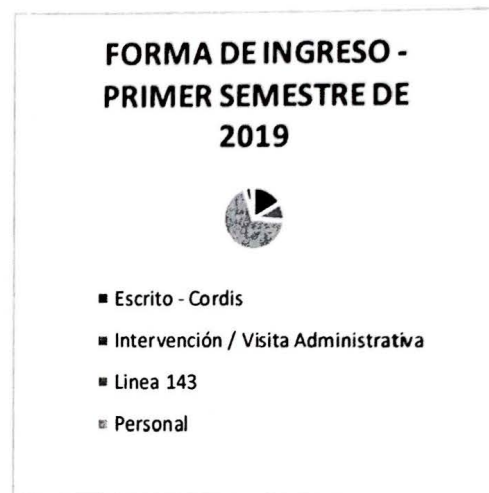 FORMA DE INGRESO -
PRIMER SEMESTRE DE
2019
Escrito - Cordis
Intervención / Visita Administrativa
Linea 143
Personal